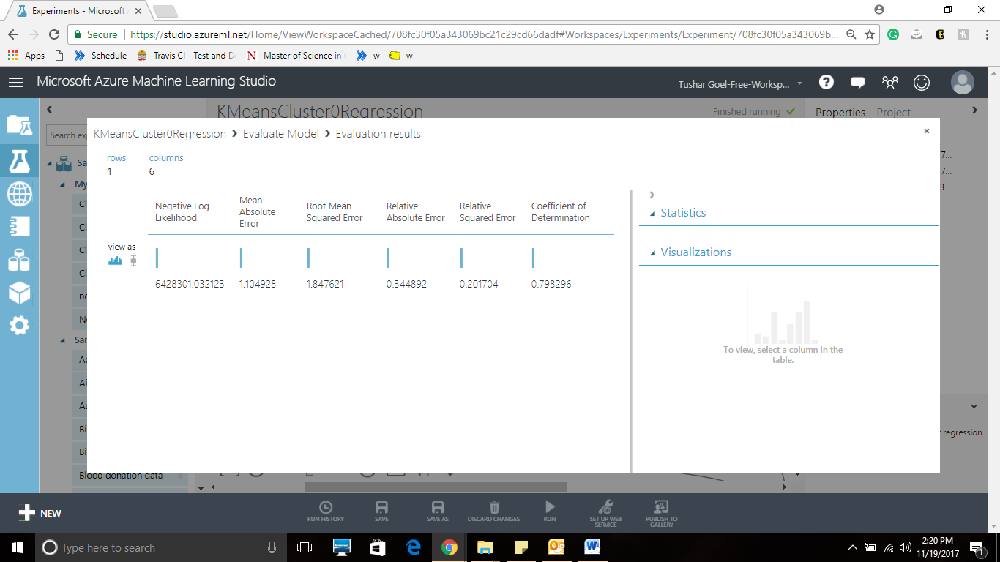 Experiments - Microsoft
Secure
https://studio.azureml.net/Home/ViewWorkspaceCached/708fc30f05a343069bc21c29cd66dadf#Workspaces/Experiments/Experiment/708fc30f05a343069b...
Apps Schedule Travis CI - Test and D Master of Science in w w
Microsoft Azure Machine Learning Studio
Tushar Goel-Free-Worksp...
KMeansCluster0Regression
Finished running
Properties Project
Search exp
KMeansCluster0Regression Evaluate Model Evaluation results
rows columns
1 6
Negative Log Likelihood
Mean Absolute Error
Root Mean Squared Error
Relative Absolute Error
Relative Squared Error
Coefficient of Determination
view as
6428301.032123 1.104928 1.847621 0.344892 0.201704 0.798296
Statistics
Visualizations
To view, select a column in the
table.
My
regression
Blood donation data
NEW
RUN HISTORY
SAVE
SAVE AS
DISCARD CHANGES
RUN
SET UP WEB
SERVICE
PUBLISH TO
GALLERY
Type here to search
2:20 PM
11/19/2017
1